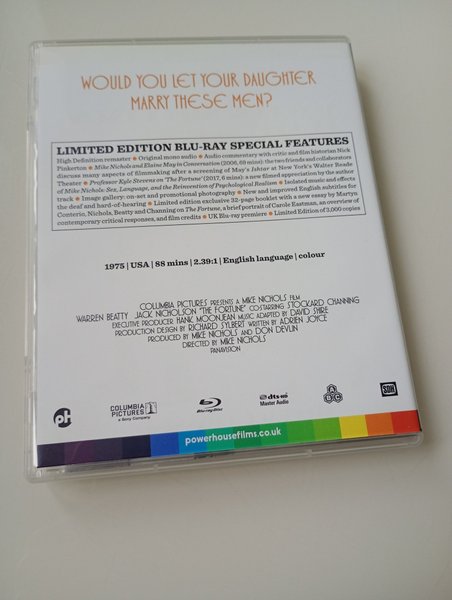 WOULD YOU LET YOUR DAUGHTER
MARRY THESE MEN?
LIMITED EDITION BLU-RAY SPECIAL FEATURES
High Definition remaster • Original mono audio • Audio commentary with critic and film historian Nick
Pinkerton • Mike Nichols and Elaine May in Conversation (2006, 69 mins): the two friends and collaborators
discuss many aspects of filmmaking after a screening of May's Ishtar at New York's Walter Reade
Theater • Professor Kyle Stevens on 'The Fortune' (2017, 6 mins): a new filmed appreciation by the author
of Mike Nichols: Sex, Language, and the Reinvention of Psychological Realism • Isolated music and effects
track • Image gallery: on-set and promotional photography • New and improved English subtitles for
the deaf and hard-of-hearing • Limited edition exclusive 32-page booklet with a new essay by Martyn
Conterio, Nichols, Beatty and Channing on The Fortune, a brief portrait of Carole Eastman, an overview of
contemporary critical responses, and film credits • UK Blu-ray premiere • Limited Edition of 3,000 copies
1975 | USA | 88 mins | 2.39:1 | English language | colour
COLUMBIA PICTURES PRESENTS A MIKE NICHOLS FILM
WARREN BEATTY JACK NICHOLSON "THE FORTUNE" CO-STARRING STOCKARD CHANNING
EXECUTIVE PRODUCER HANK MOONJEAN MUSIC ADAPTED BY DAVID SHIRE
PRODUCTION DESIGN BY RICHARD SYLBERT WRITTEN BY ADRIEN JOYCE
PRODUCED BY MIKE NICHOLS AND DON DEVLIN
DIRECTED BY MIKE NICHOLS
PANAVISION
ph
COLUMBIA
PICTURES
a Sony Company
Blu-ray Disc
dts-HD
Master Audio
SDH
powerhousefilms.co.uk